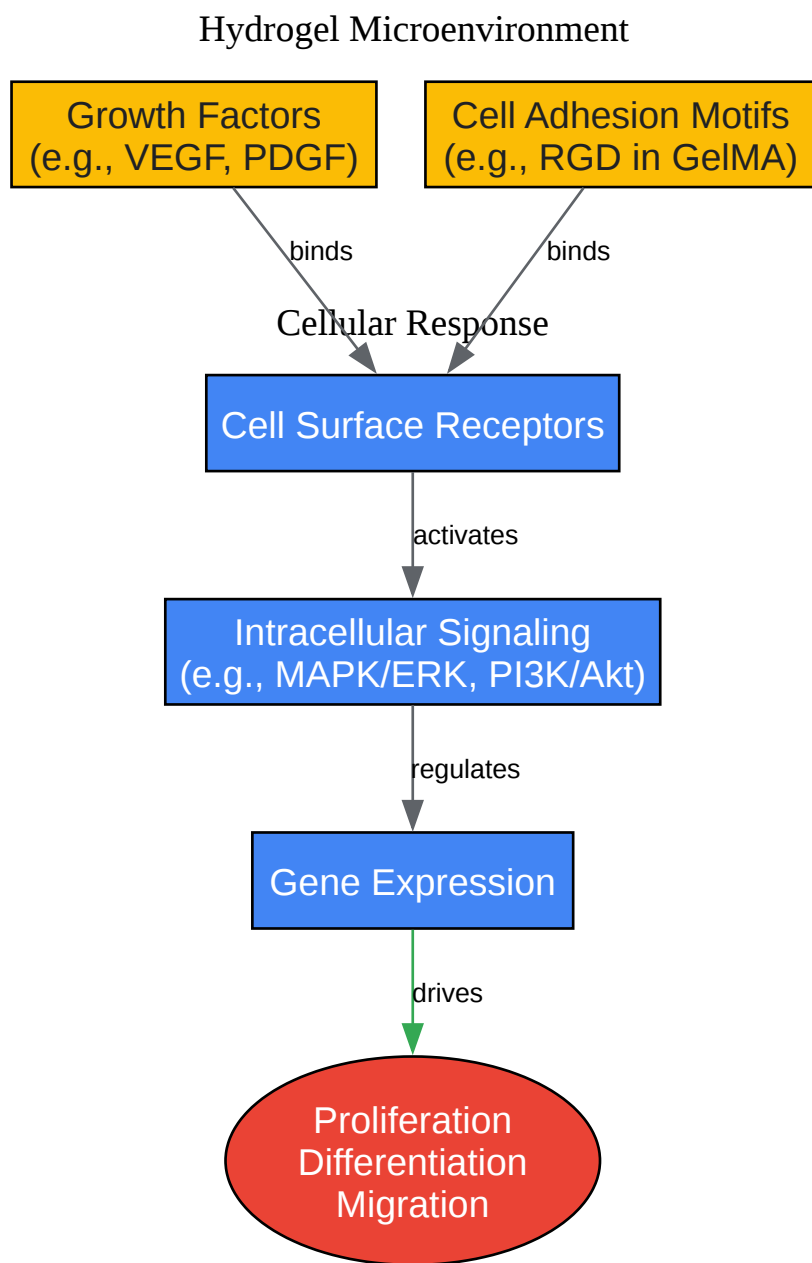 Hydrogel Microenvironment
Growth Factors
(e.g., VEGF, PDGF)
Cell Adhesion Motifs
(e.g., RGD in GelMA)
binds
binds
Cellular Response
Cell Surface Receptors
activates
Intracellular Signaling
(e.g., MAPK/ERK, PI3K/Akt)
regulates
Gene Expression
drives
Proliferation
Differentiation
Migration